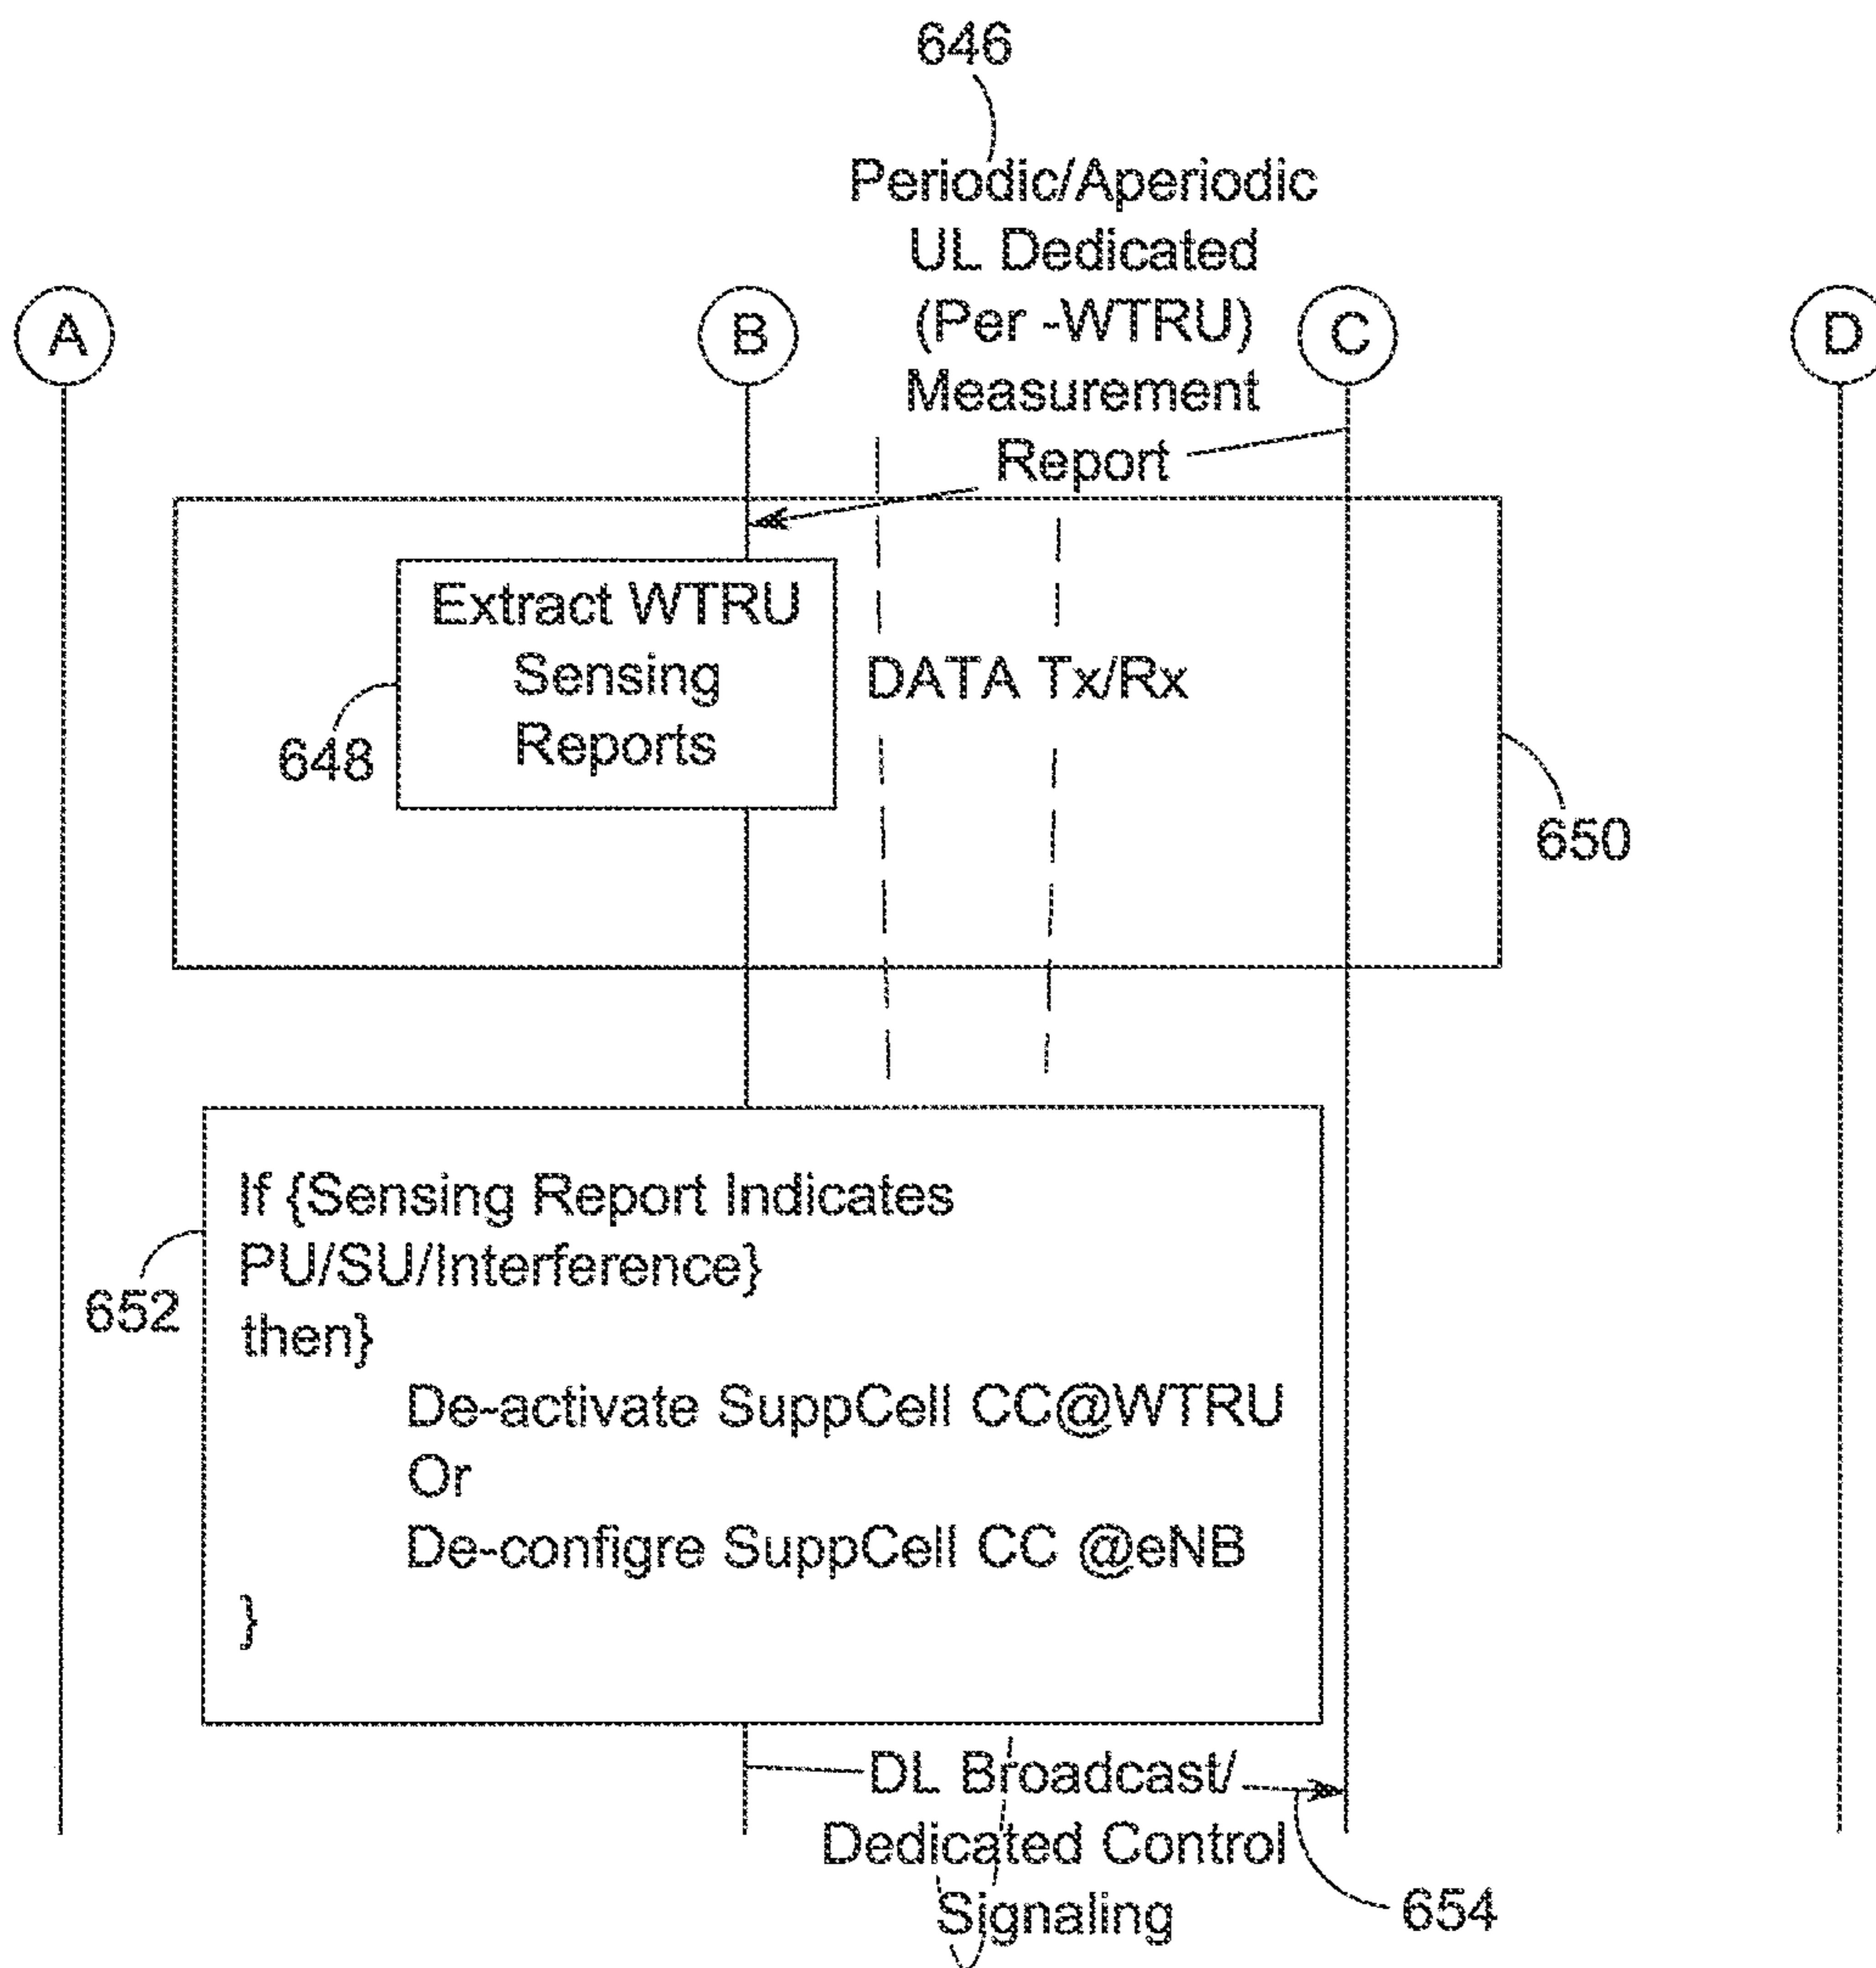 646
Periodic/Aperiodic
UL Dedicated
(Per -WTRU)
Measurement
Report
A
B
C
D
Extract WTRU
Sensing
Reports
648
DATA Tx/Rx
650
If {Sensing Report Indicates
PU/SU/Interference}
then}
De-activate SuppCell CC@WTRU
Or
De-configre SuppCell CC @eNB
}
652
DL Broadcast/
Dedicated Control
Signaling
654